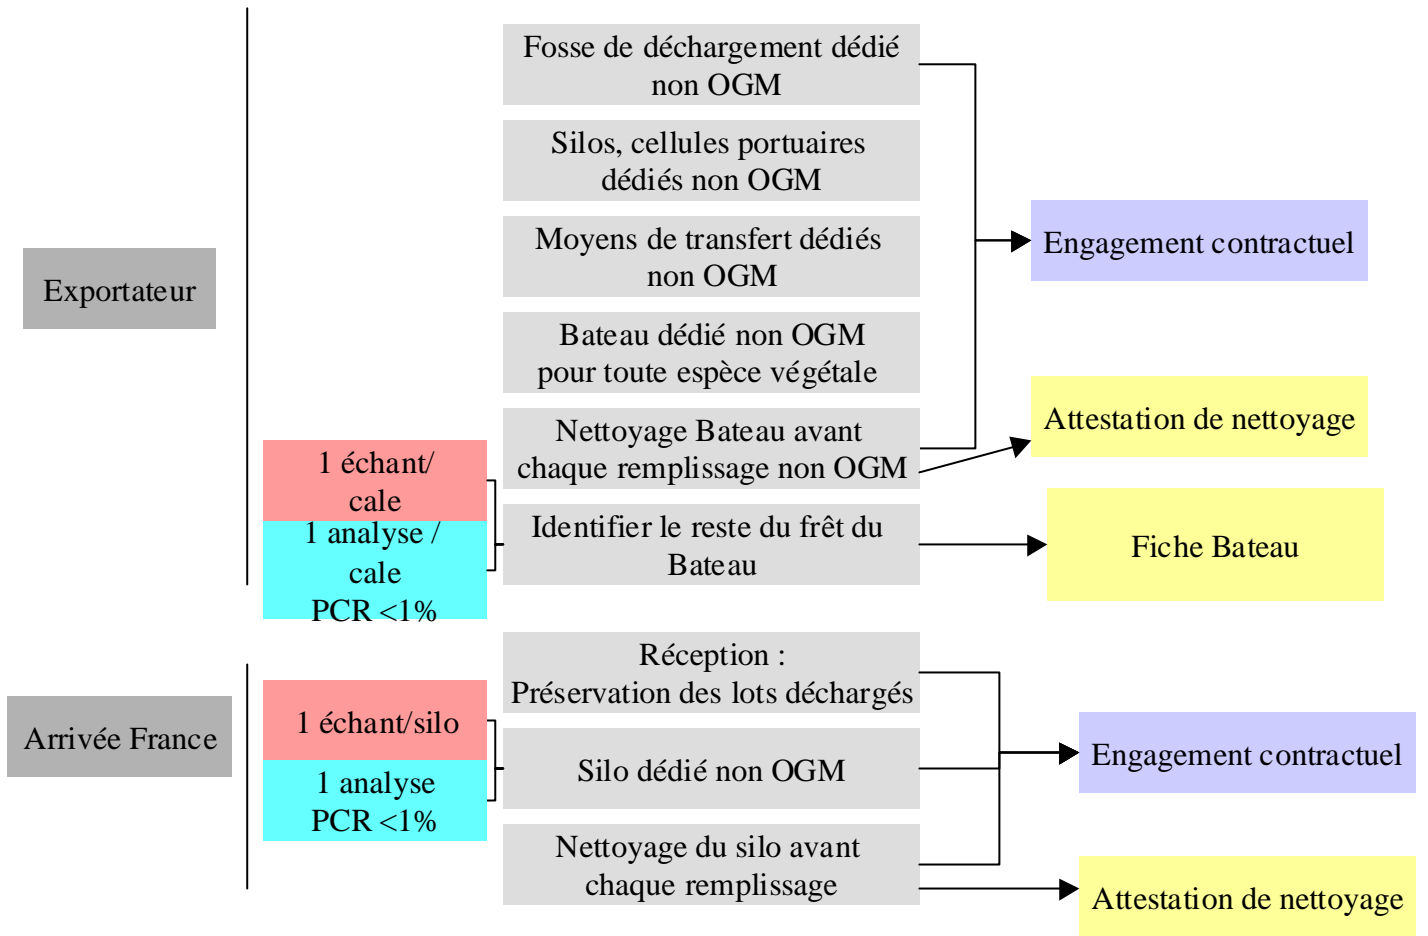 Fosse de déchargement dédié
non OGM
Silos, cellules portuaires
dédiés non OGM
Moyens de transfert dédiés
non OGM
Engagement contractuel
Exportateur
Bateau dédié non OGM
pour toute espèce végétale
Nettoyage Bateau avant
chaque remplissage non OGM
Attestation de nettoyage
1 échant/
cale
1 analyse /
cale
PCR <1%
Identifier le reste du frêt du
Bateau
Fiche Bateau
Réception :
Préservation des lots déchargés
Arrivée France
1 échant/silo
1 analyse
PCR <1%
Silo dédié non OGM
Engagement contractuel
Nettoyage du silo avant
chaque remplissage
Attestation de nettoyage